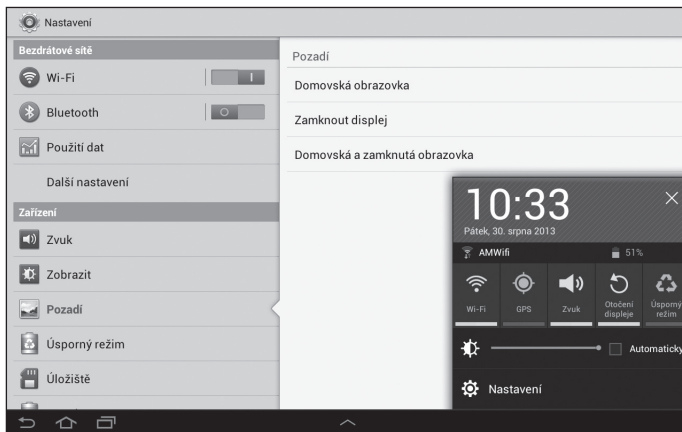 Nastavení
Bezdrátové sítě
Wi-Fi
Bluetooth
Použití dat
Další nastavení
Zařízení
Zvuk
Zobrazit
Pozadí
Úsporný režim
Úložiště
Pozadí
Domovská obrazovka
Zamknout displej
Domovská a zamknutá obrazovka
10:33
Pátek, 30. srpna 2013
AMWifi 51%
Wi-Fi GPS Zvuk Otočení displeje Úsporný režim
Automaticky
Nastavení